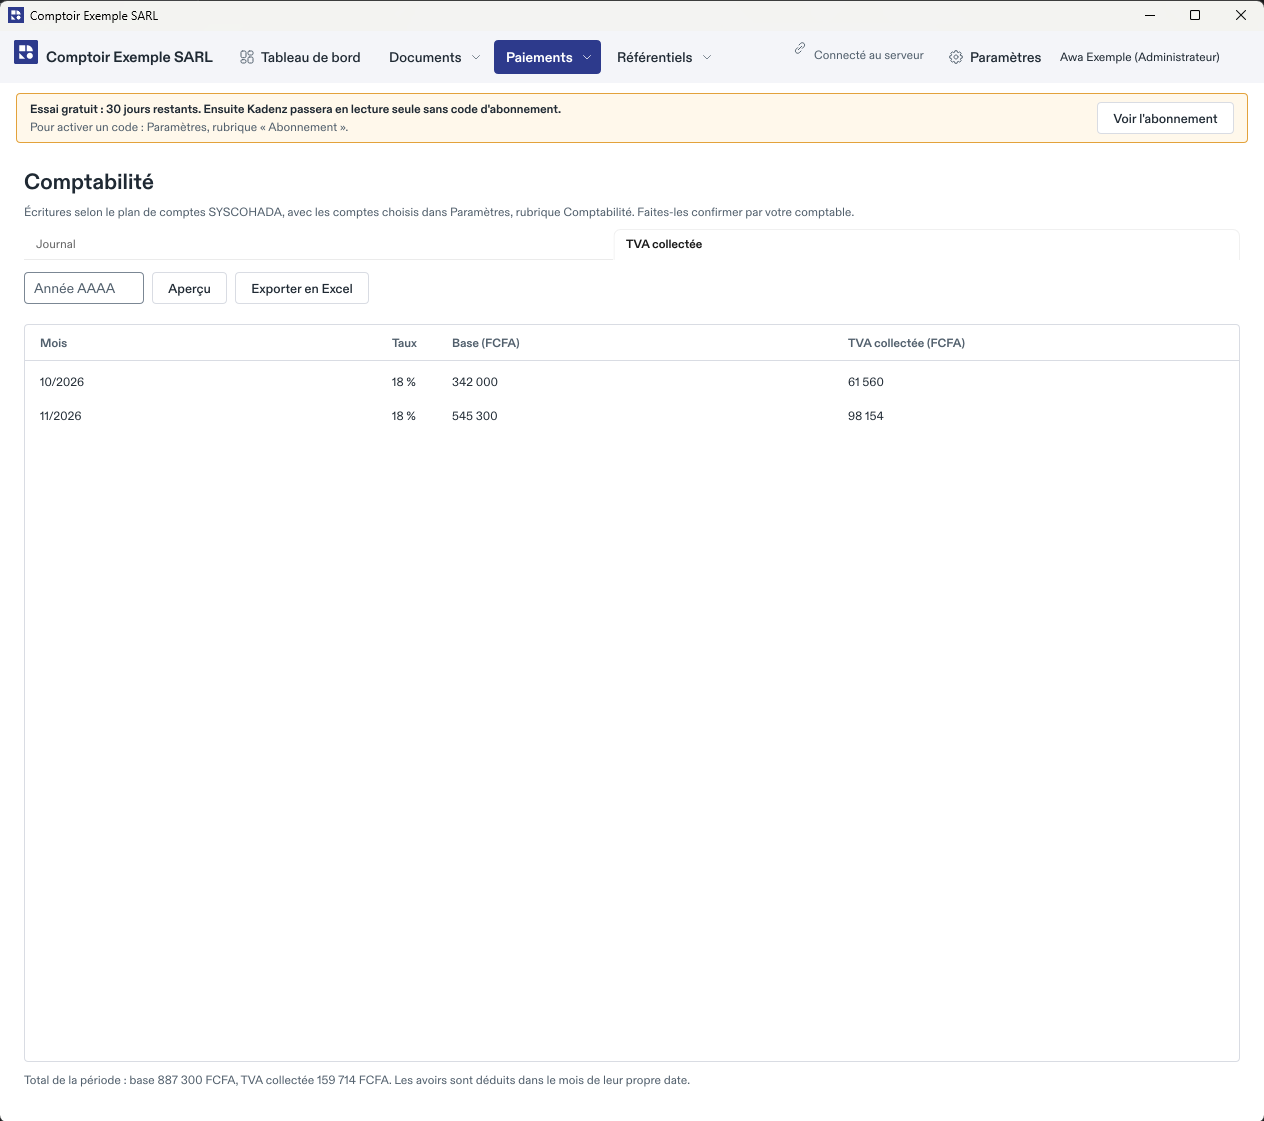 Comptoir Exemple SARL
Comptoir Exemple SARL
Tableau de bord
Documents
Paiements
Référentiels
Connecté au serveur
Paramètres
Awa Exemple (Administrateur)
Essai gratuit : 30 jours restants. Ensuite Kadenz passera en lecture seule sans code d'abonnement.
Pour activer un code : Paramètres, rubrique « Abonnement ».
Voir l'abonnement
Comptabilité
Écritures selon le plan de comptes SYSCOHADA, avec les comptes choisis dans Paramètres, rubrique Comptabilité. Faites-les confirmer par votre comptable.
Journal
TVA collectée
Année AAAA
Aperçu
Exporter en Excel
Mois Taux Base (FCFA) TVA collectée (FCFA)
10/2026 18 % 342 000 61 560
11/2026 18 % 545 300 98 154
Total de la période : base 887 300 FCFA, TVA collectée 159 714 FCFA. Les avoirs sont déduits dans le mois de leur propre date.